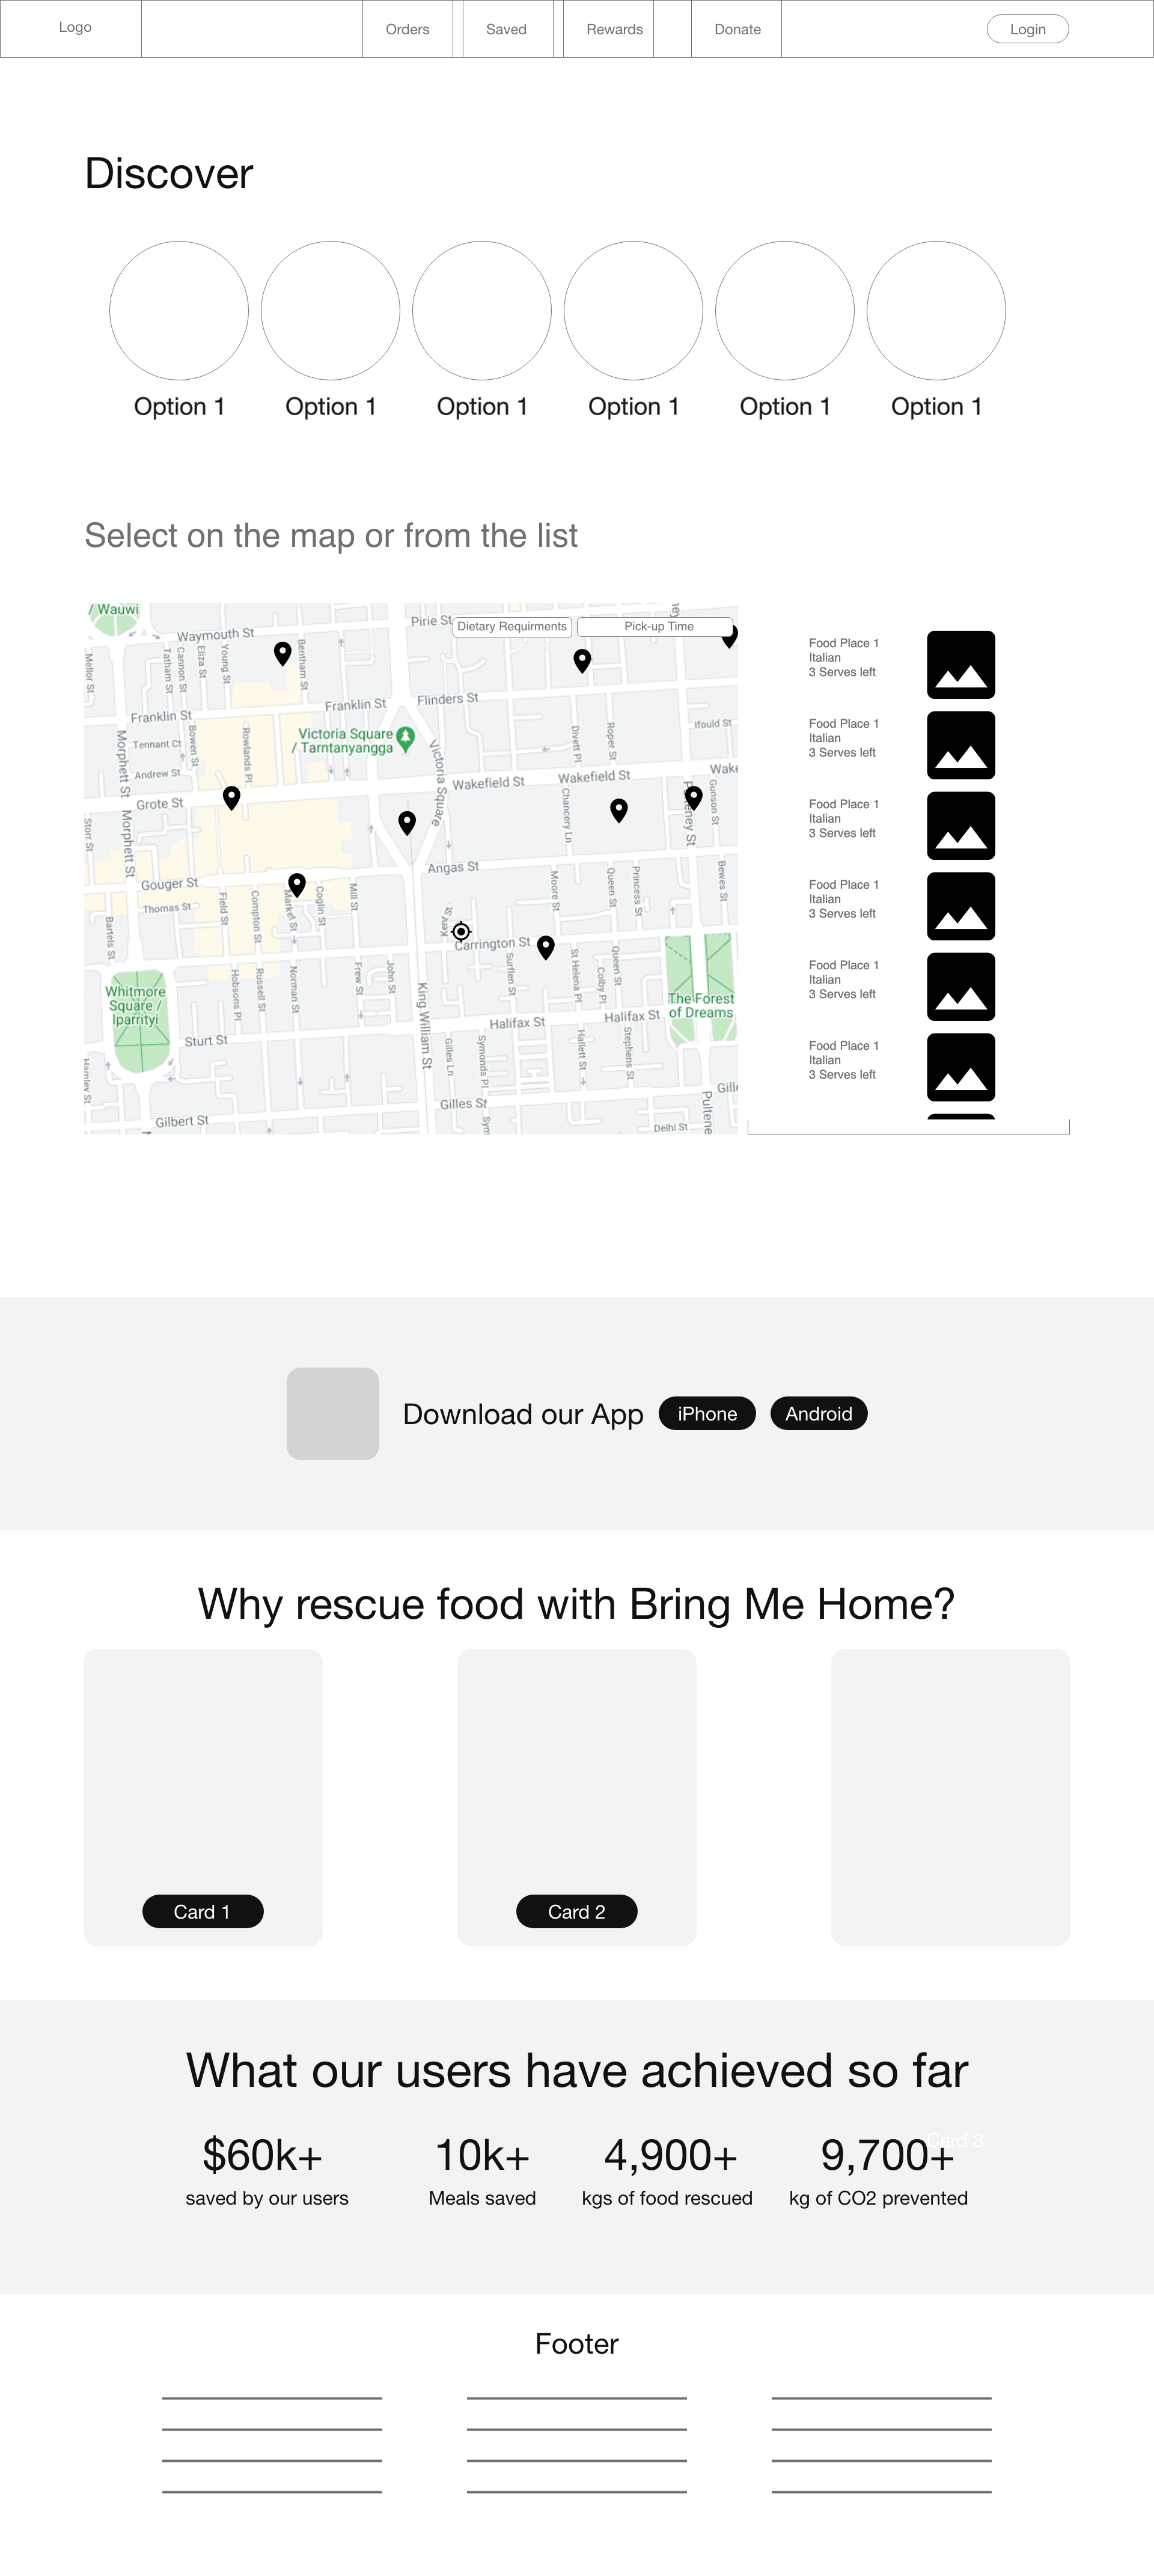 Logo
Orders
Saved
Rewards
Donate
Login
Discover
Option 1
Option 1
Option 1
Option 1
Option 1
Option 1
Select on the map or from the list
/ Wauwi
Waymouth St
Pirie St
Dietary Requirments
Pick-up Time
Mellor St
Tatham St
Cannon St
Eliza St
Young St
Bentham St
Franklin St
Franklin St
Flinders St
Tennant Ct
Bowen St
Rowlands Pl
Victoria Square
/ Tarntanyangga
Victoria Square
Divett Pl
Roper St
Ifould St
Morphett St
Andrew St
Wakefield St
Wakefield St
Wake
Grote St
Chancery Ln
Gunson St
Storr St
Morphett St
Angas St
Gouger St
Thomas St
Field St
Compton St
Market St
Coglin St
Mill St
Moore St
Queen St
Princess St
Bewes St
Bartels St
Carrington St
Whitmore
Square /
Iparrityi
Hobsons Pl
Russell St
Norman St
Frew St
John St
King William St
Surflen St
St Helena Pl
Colby Pl
Queen St
The Forest
of Dreams
Sturt St
Halifax St
Halifax St
Gilles Ln
Symonds Pl
Hallett St
Stephens St
Gilbert St
Gilles St
Sym
Delhi St
Gille
Pultene
Food Place 1
Italian
3 Serves left
Food Place 1
Italian
3 Serves left
Food Place 1
Italian
3 Serves left
Food Place 1
Italian
3 Serves left
Food Place 1
Italian
3 Serves left
Food Place 1
Italian
3 Serves left
Download our App
iPhone
Android
Why rescue food with Bring Me Home?
Card 1
Card 2
What our users have achieved so far
Card 3
$60k+
saved by our users
10k+
Meals saved
4,900+
kgs of food rescued
9,700+
kg of CO2 prevented
Footer